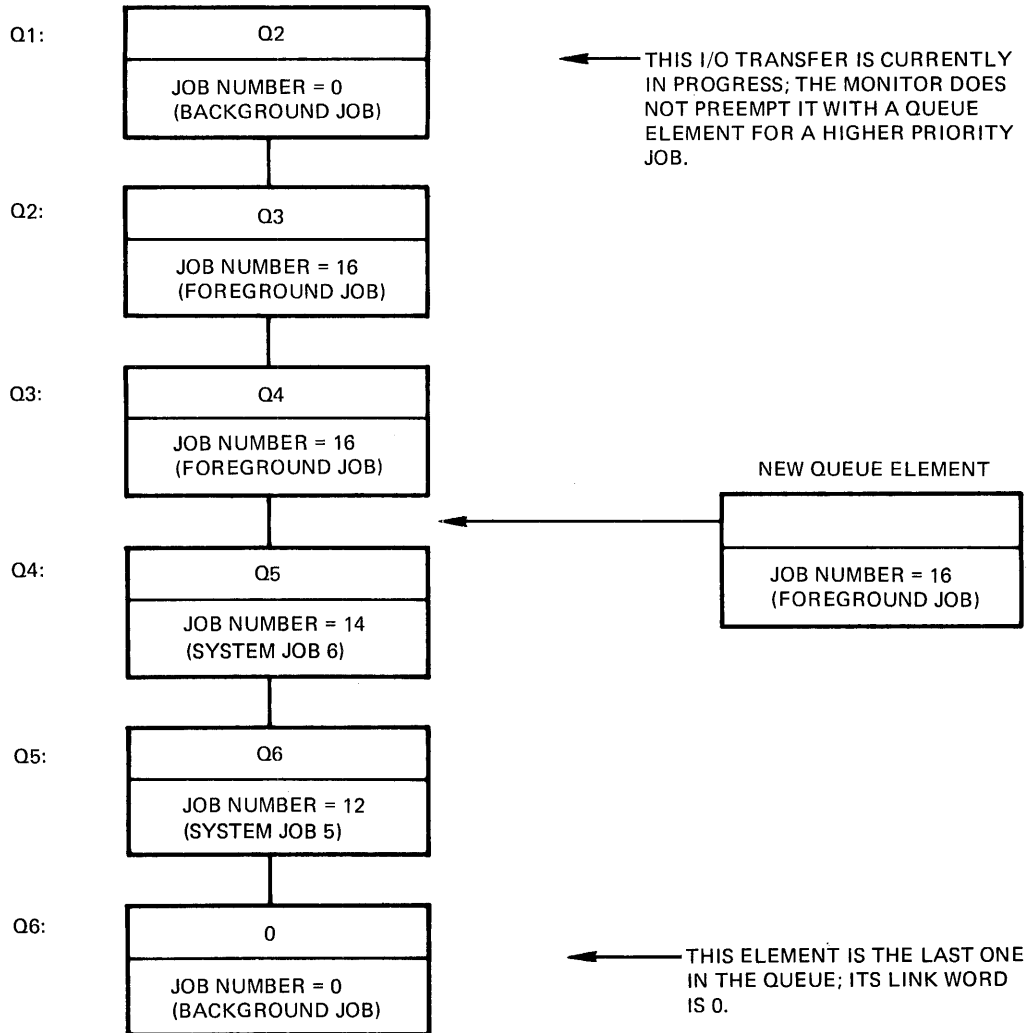 Q1:
Q2
JOB NUMBER = 0
(BACKGROUND JOB)
THIS I/O TRANSFER IS CURRENTLY
IN PROGRESS; THE MONITOR DOES
NOT PREEMPT IT WITH A QUEUE
ELEMENT FOR A HIGHER PRIORITY
JOB.
Q2:
Q3
JOB NUMBER = 16
(FOREGROUND JOB)
Q3:
Q4
JOB NUMBER = 16
(FOREGROUND JOB)
NEW QUEUE ELEMENT
JOB NUMBER = 16
(FOREGROUND JOB)
Q4:
Q5
JOB NUMBER = 14
(SYSTEM JOB 6)
Q5:
Q6
JOB NUMBER = 12
(SYSTEM JOB 5)
Q6:
0
JOB NUMBER = 0
(BACKGROUND JOB)
THIS ELEMENT IS THE LAST ONE
IN THE QUEUE; ITS LINK WORD
IS 0.